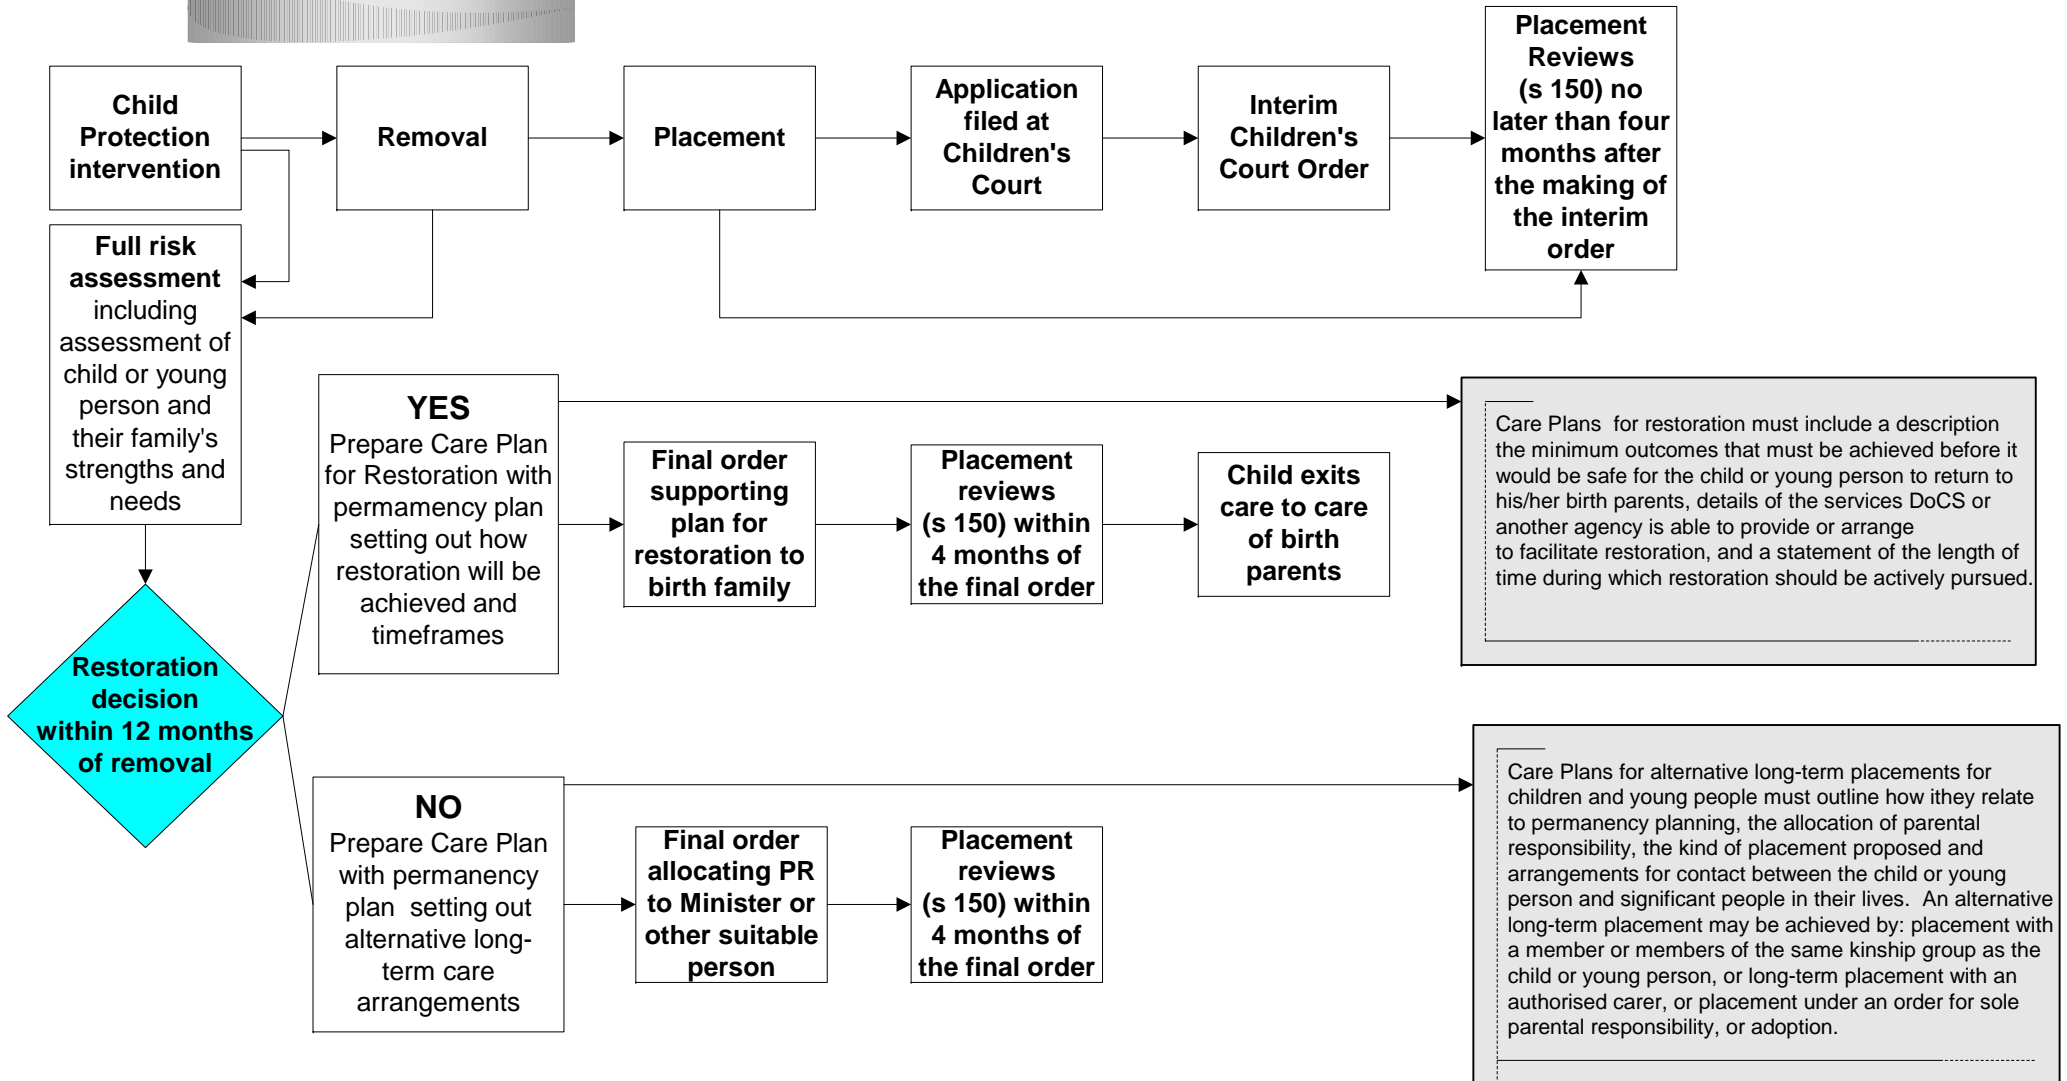 Child
Protection
intervention
Removal
Placement
Application
filed at
Children's
Court
Interim
Children's
Court Order
Placement
Reviews
(s 150) no
later than four
months after
the making of
the interim
order
Full risk
assessment
including
assessment of
child or young
person and
their family's
strengths and
needs
Restoration
decision
within 12 months
of removal
YES
Prepare Care Plan
for Restoration with
permamency plan
setting out how
restoration will be
achieved and
timeframes
Final order
supporting
plan for
restoration to
birth family
Placement
reviews
(s 150) within
4 months of
the final order
Child exits
care to care
of birth
parents
Care Plans  for restoration must include a description
the minimum outcomes that must be achieved before it
would be safe for the child or young person to return to
his/her birth parents, details of the services DoCS or
another agency is able to provide or arrange
to facilitate restoration, and a statement of the length of
time during which restoration should be actively pursued.
NO
Prepare Care Plan
with permanency
plan  setting out
alternative long-
term care
arrangements
Final order
allocating PR
to Minister or
other suitable
person
Placement
reviews
(s 150) within
4 months of
the final order
Care Plans for alternative long-term placements for
children and young people must outline how ithey relate
to permanency planning, the allocation of parental
responsibility, the kind of placement proposed and
arrangements for contact between the child or young
person and significant people in their lives.  An alternative
long-term placement may be achieved by: placement with
a member or members of the same kinship group as the
child or young person, or long-term placement with an
authorised carer, or placement under an order for sole
parental responsibility, or adoption.